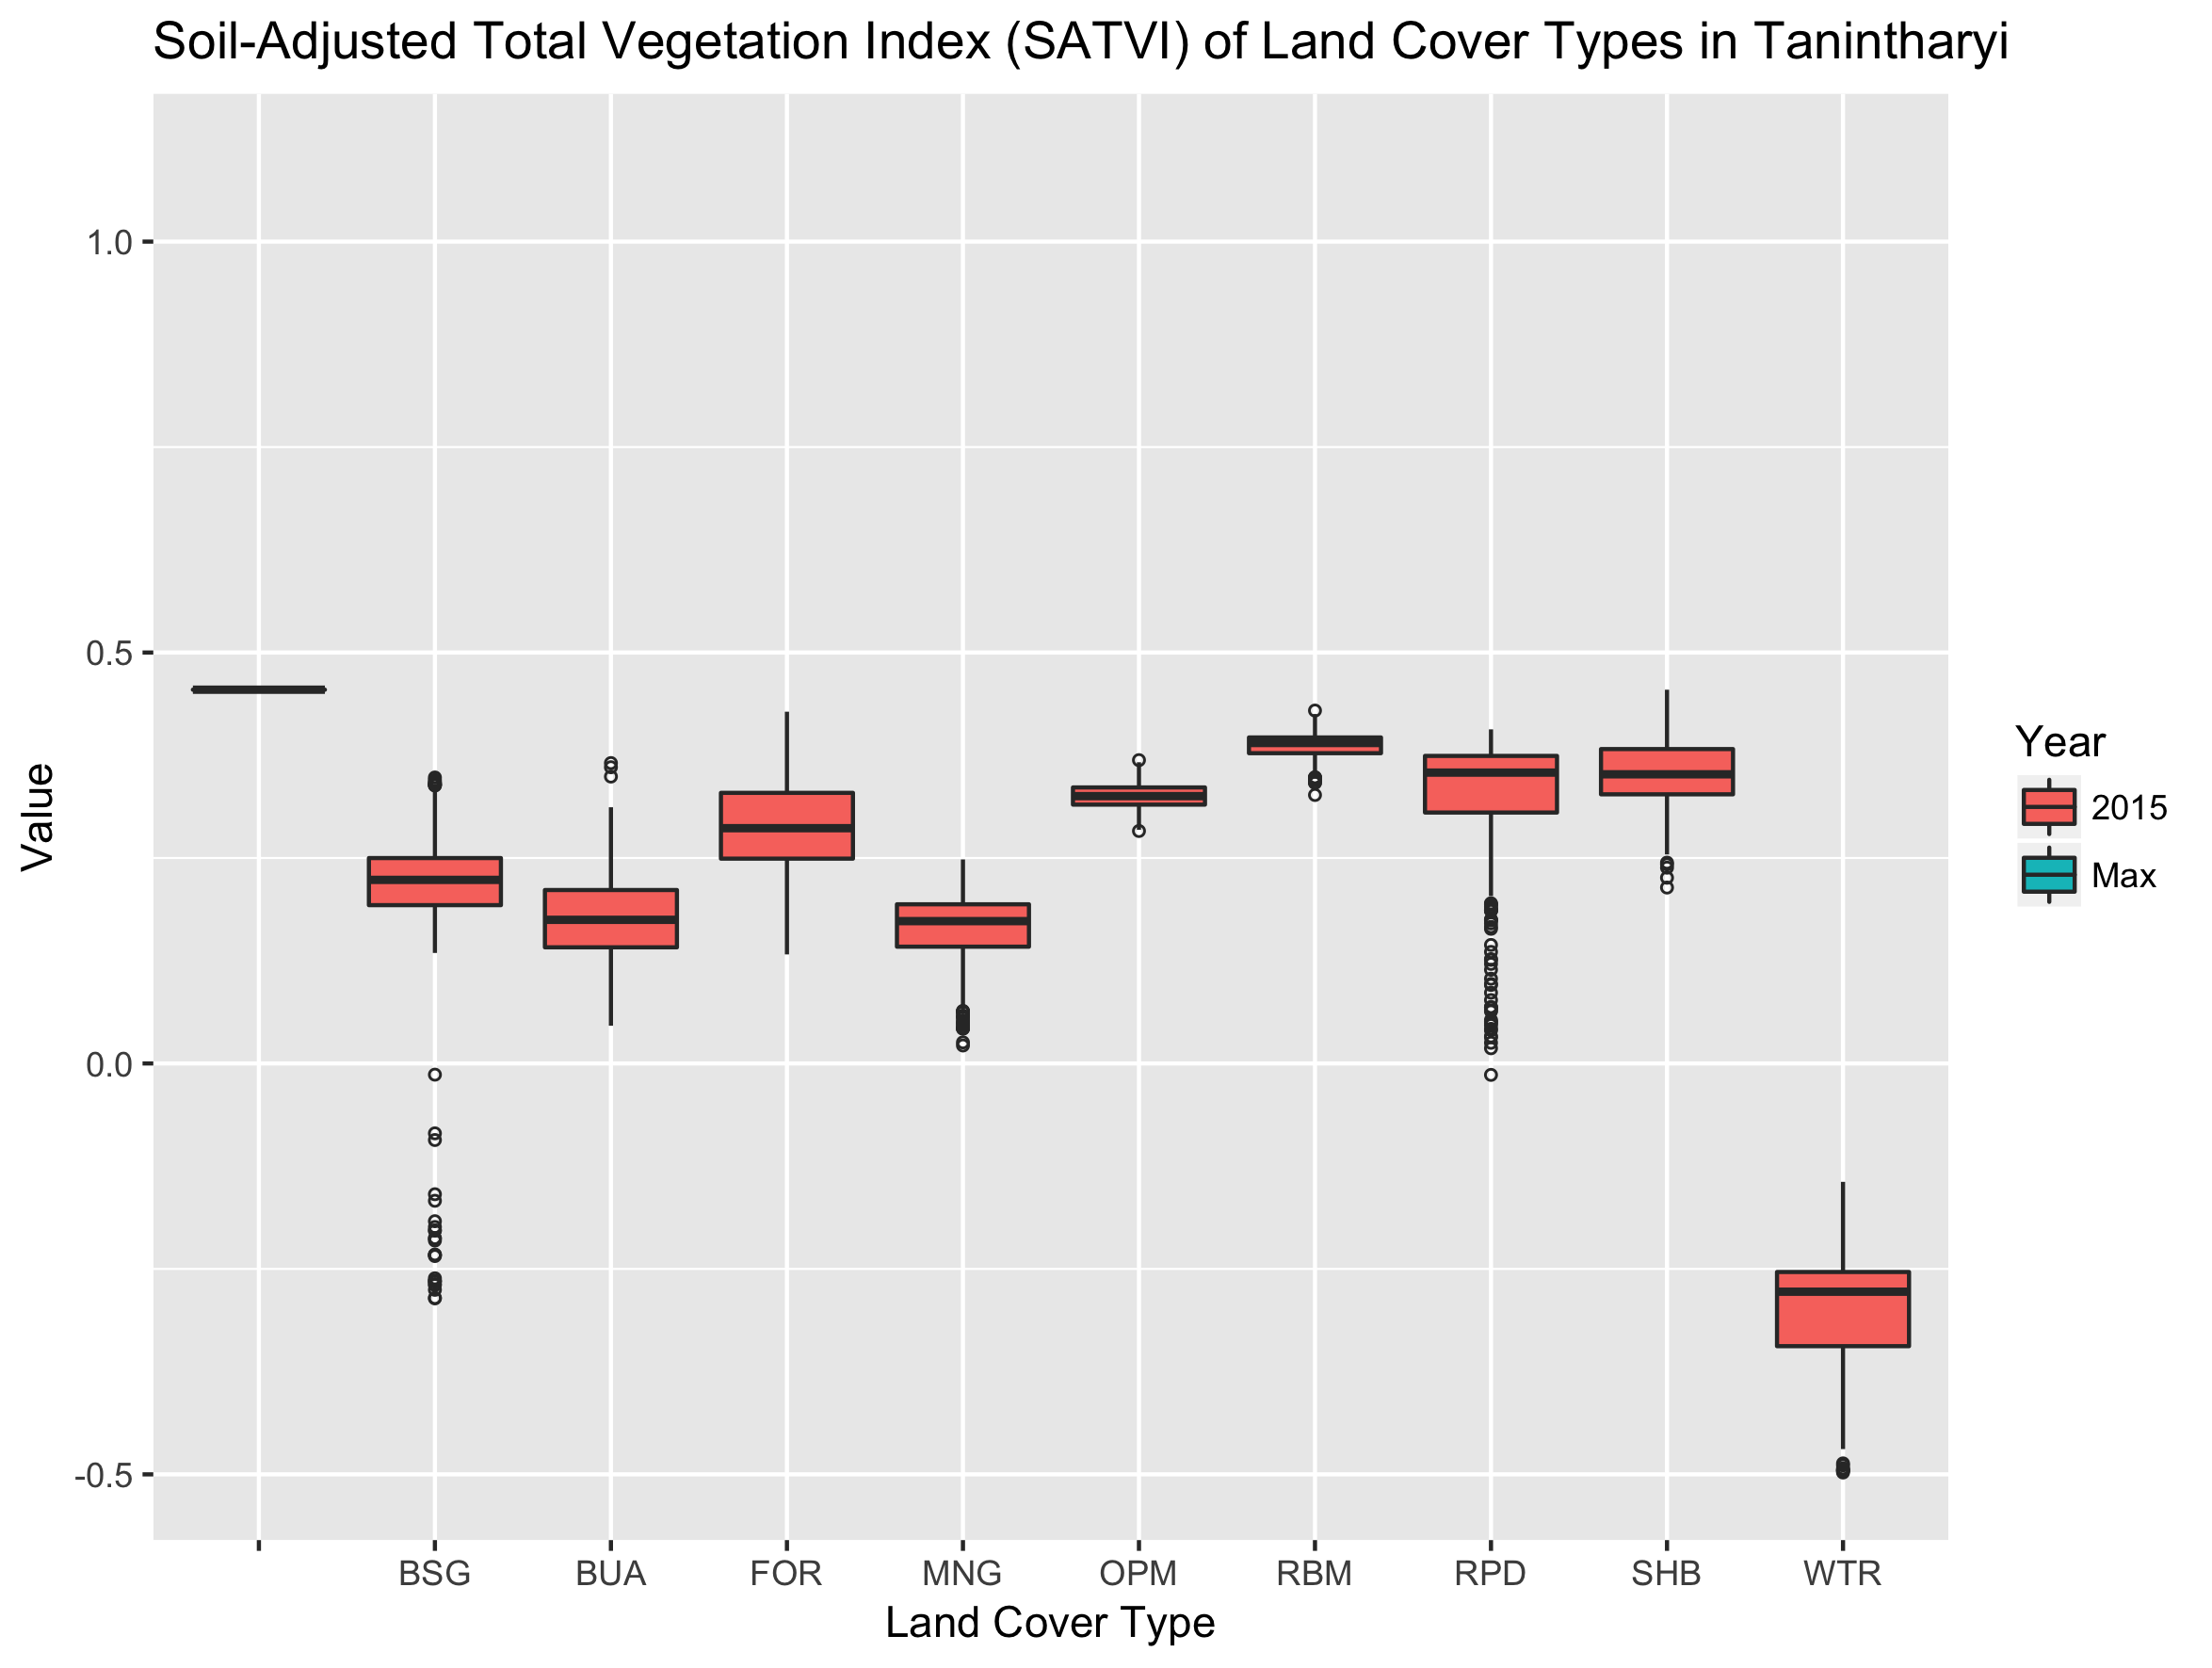 Soil-Adjusted Total Vegetation Index (SATVI) of Land Cover Types in Tanintharyi
1.0
0.5
0.0
-0.5
Value
BSG BUA FOR MNG OPM RBM RPD SHB WTR
Land Cover Type
Year
2015
Max